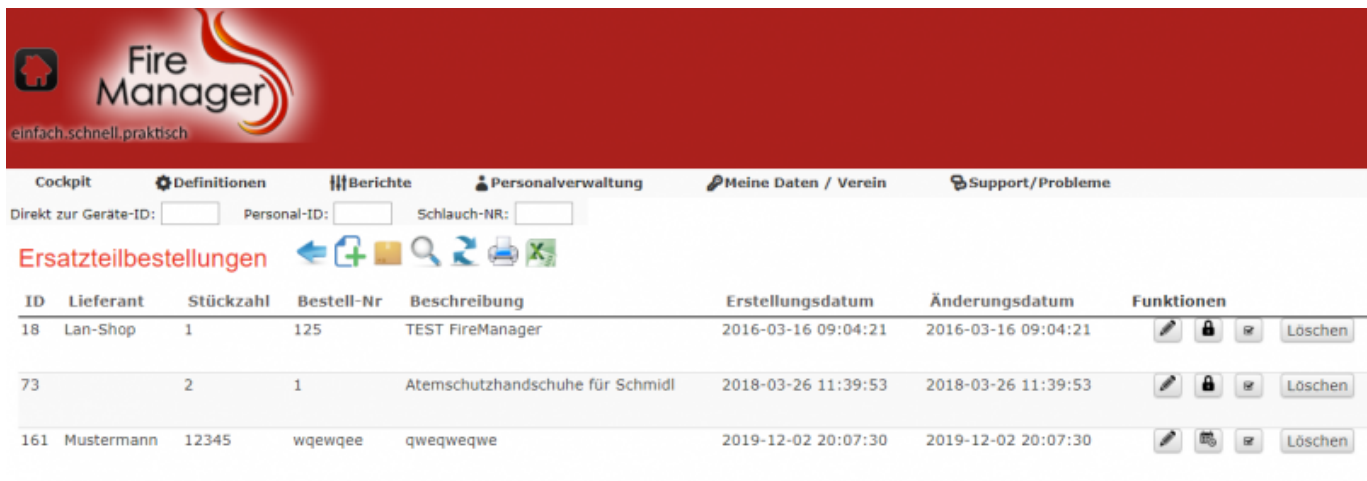 Fire
Manager
einfach.schnell.praktisch
Cockpit Definitionen Berichte Personalverwaltung Meine Daten / Verein Support/Probleme
Direkt zur Geräte-ID: Personal-ID: Schlauch-NR:
Ersatzteilbestellungen
ID Lieferant Stückzahl Bestell-Nr Beschreibung Erstellungsdatum Änderungsdatum Funktionen
18 Lan-Shop 1 125 TEST FireManager 2016-03-16 09:04:21 2016-03-16 09:04:21 Löschen
73 2 1 Atemschutzhandschuhe für Schmidl 2018-03-26 11:39:53 2018-03-26 11:39:53 Löschen
161 Mustermann 12345 wqewqee qweqweqwe 2019-12-02 20:07:30 2019-12-02 20:07:30 Löschen